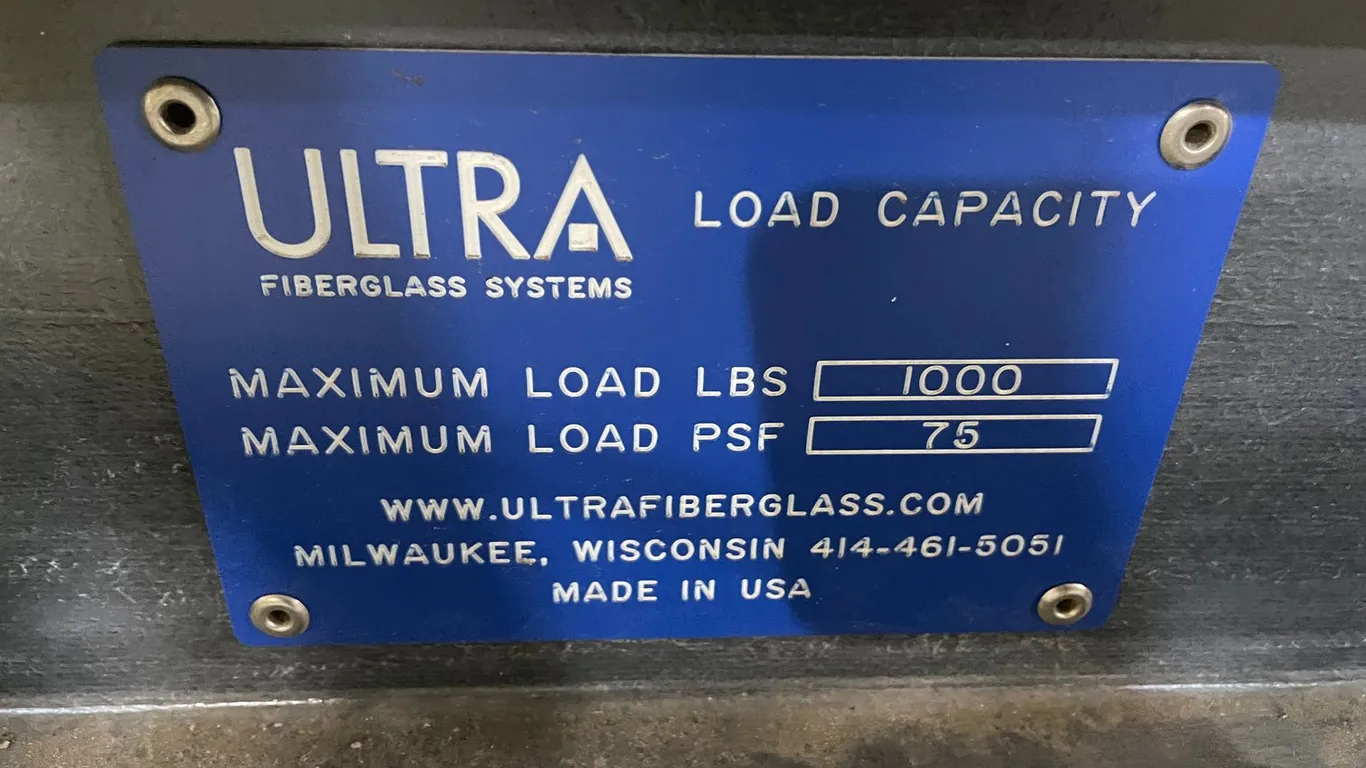 ULTRA
FIBERGLASS SYSTEMS
LOAD CAPACITY
MAXIMUM LOAD LBS 1000
MAXIMUM LOAD PSF 75
WWW.ULTRAFIBERGLASS.COM
MILWAUKEE, WISCONSIN 414-461-5051
MADE IN USA